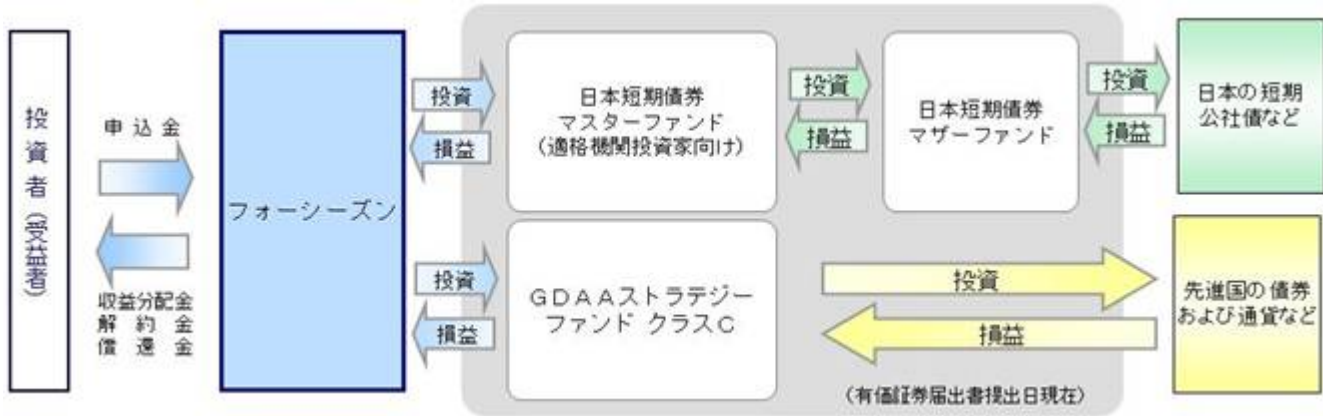 投資者(受益者)
申込金
収益分配金
解約金
償還金
フォーシーズン
投資
損益
日本短期債券
マスターファンド
(適格機関投資家向け)
投資
損益
日本短期債券
マザーファンド
投資
損益
日本の短期
公社債など
投資
損益
GDAAストラテジー
ファンド クラスC
投資
損益
先進国の債券
および通貨など
(有価証券届出書提出日現在)